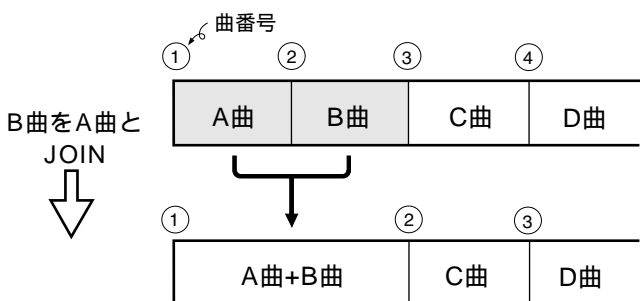 曲番号
① ② ③ ④
A曲 B曲 C曲 D曲
B曲をA曲と
JOIN
① ② ③
A曲+B曲 C曲 D曲